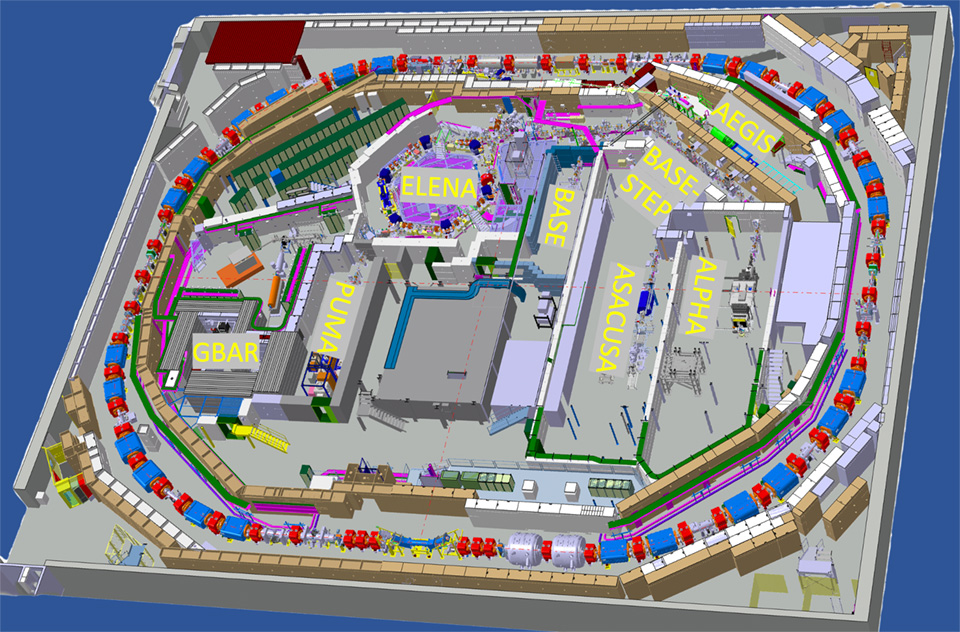 AEGIS
ELENA
BASE-
STEP
BASE
PUMA
ASACUSA
ALPHA
GBAR